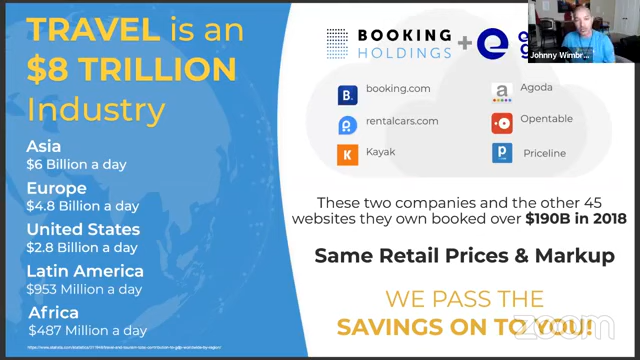 TRAVEL is an
$8 TRILLION
Industry
Asia
$6 Billion a day
Europe
$4.8 Billion a day
United States
$2.8 Billion a day
Latin America
$953 Million a day
Africa
$487 Million a day
BOOKING
HOLDINGS
+
Johnny Wimbr...
booking.com
Agoda
rentalcars.com
Opentable
Kayak
Priceline
These two companies and the other 45
websites they own booked over $190B in 2018
Same Retail Prices & Markup
WE PASS THE
SAVINGS ON TO YOU!
zoom